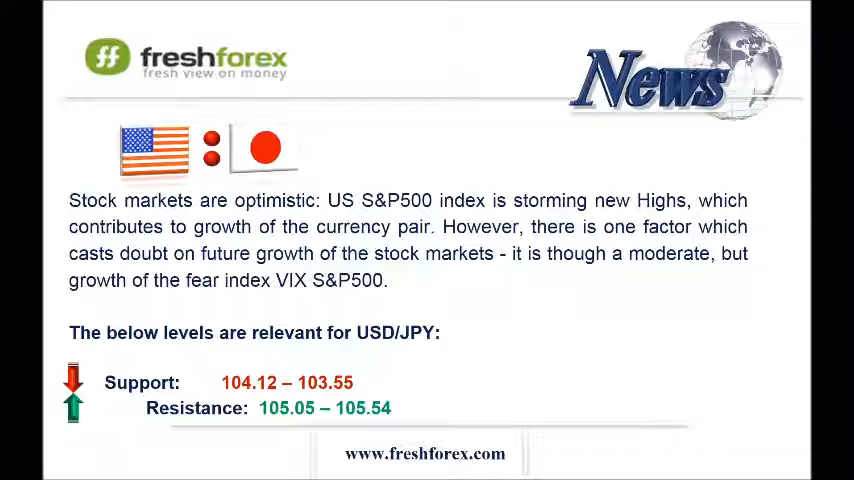 ff freshforex
fresh view on money
News
Stock markets are optimistic: US S&P500 index is storming new Highs, which
contributes to growth of the currency pair. However, there is one factor which
casts doubt on future growth of the stock markets - it is though a moderate, but
growth of the fear index VIX S&P500.
The below levels are relevant for USD/JPY:
Support: 104.12 – 103.55
Resistance: 105.05 – 105.54
www.freshforex.com